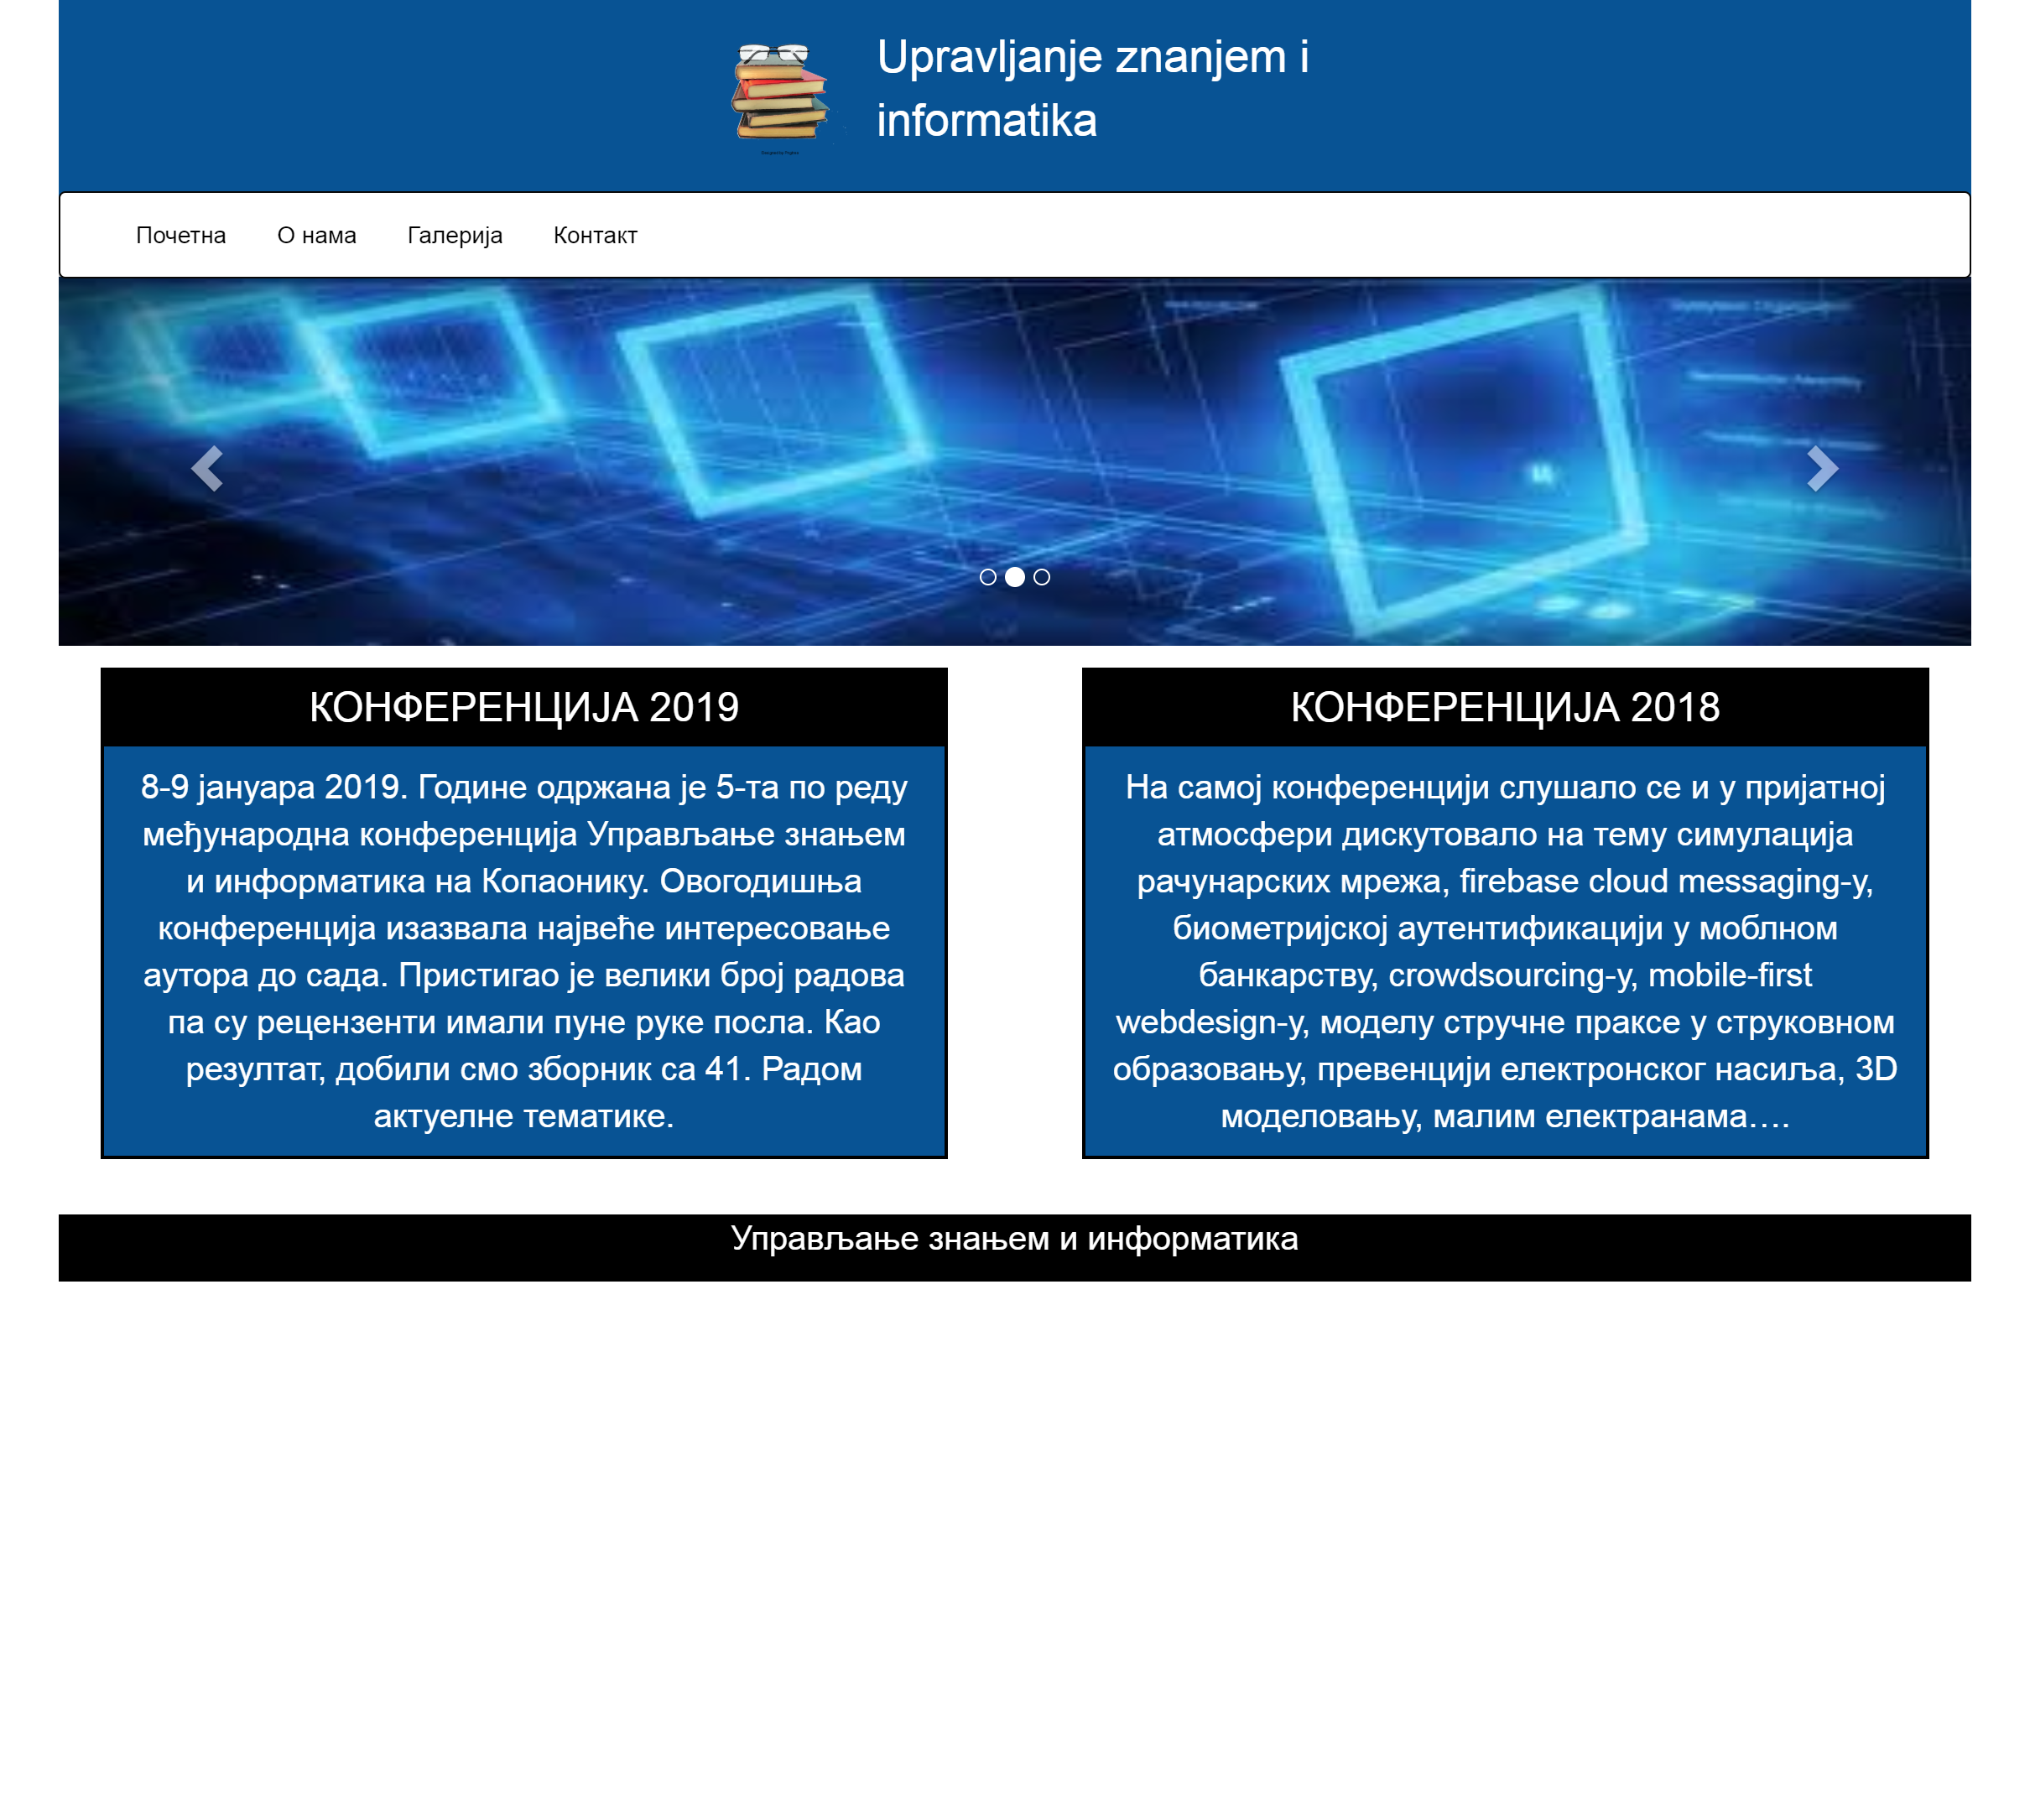 Upravljanje znanjem i
informatika
Почетна О нама Галерија Контакт
КОНФЕРЕНЦИЈА 2019
8-9 јануара 2019. Године одржана је 5-та по реду
међународна конференција Управљање знањем
и информатика на Копаонику. Овогодишња
конференција изазвала највеће интересовање
аутора до сада. Пристигао је велики број радова
па су рецензенти имали пуне руке посла. Као
резултат, добили смо зборник са 41. Радом
актуелне тематике.
КОНФЕРЕНЦИЈА 2018
На самој конференцији слушало се и у пријатној
атмосфери дискутовало на тему симулација
рачунарских мрежа, firebase cloud messaging-у,
биометријској аутентификацији у моблном
банкарству, crowdsourcing-у, mobile-first
webdesign-у, моделу стручне праксе у струковном
образовању, превенцији електронског насиља, 3D
моделовању, малим електранама….
Управљање знањем и информатика